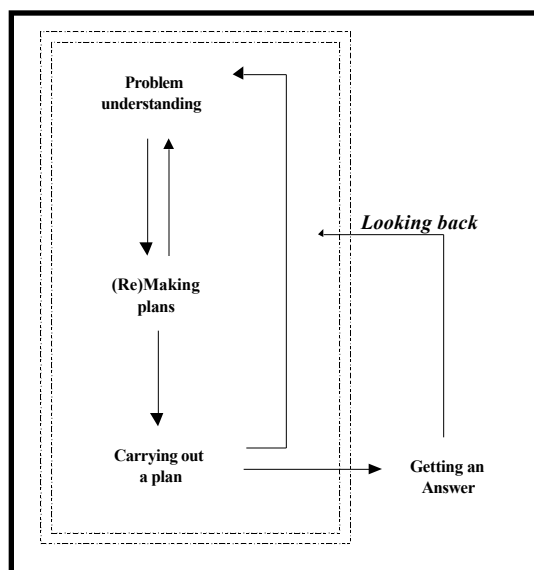 Problem
understanding
Looking back
(Re)Making
plans
Carrying out
a plan
Getting an
Answer